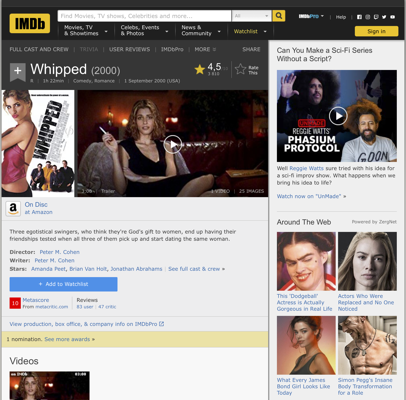 IMDb
Find Movies, TV shows, Celebrities and more...
All
IMDbPro
Help
Movies, TV & Showtimes
Celebs, Events & Photos
News & Community
Watchlist
Sign in
FULL CAST AND CREW
TRIVIA
USER REVIEWS
IMDbPro
MORE
SHARE
+ Whipped (2000)
4,5
Rate This
1h 22min
Comedy, Romance
1 September 2000 (USA)
WHIPPED
2:08
Trailer
1 VIDEO
25 IMAGES
a
On Disc
at Amazon
Three egotistical swingers, who think they're God's gift to women, end up having their
friendships tested when all three of them pick up and start dating the same woman.
Director: Peter M. Cohen
Writer: Peter M. Cohen
Stars: Amanda Peet, Brian Van Holt, Jonathan Abrahams | See full cast & crew »
+ Add to Watchlist
10
Metascore
From metacritic.com
Reviews
83 user
47 critic
View production, box office, & company info on IMDbPro
1 nomination. See more awards »
Videos
Can You Make a Sci-Fi Series
Without a Script?
REGGIE WATTS'
PHASIUM
PROTOCOL
Well Reggie Watts sure tried with his idea for
a sci-fi improv show. What happens when we
bring his idea to life?
Watch now on "UnMade" »
Around The Web
Powered by ZergNet
This 'Dodgeball'
Actress is Actually
Gorgeous in Real Life
Actors Who Were
Replaced and No One
Noticed
What Every James
Bond Girl Looks Like
Today
Simon Pegg's Insane
Body Transformation
for a Role